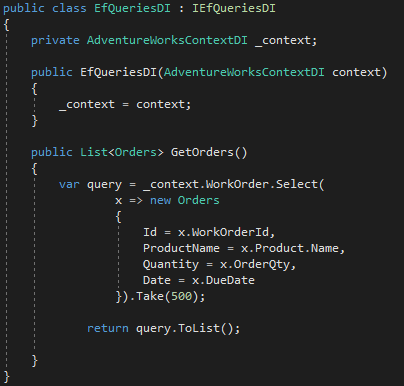 public class EfQueriesDI : IEfQueriesDI
{
    private AdventureWorksContextDI _context;
    public EfQueriesDI(AdventureWorksContextDI context)
    {
        _context = context;
    }
    public List<Orders> GetOrders()
    {
        var query = _context.WorkOrder.Select(
                x => new Orders
                {
                    Id = x.WorkOrderId,
                    ProductName = x.Product.Name,
                    Quantity = x.OrderQty,
                    Date = x.DueDate
                }).Take(500);
            return query.ToList();
    }
}